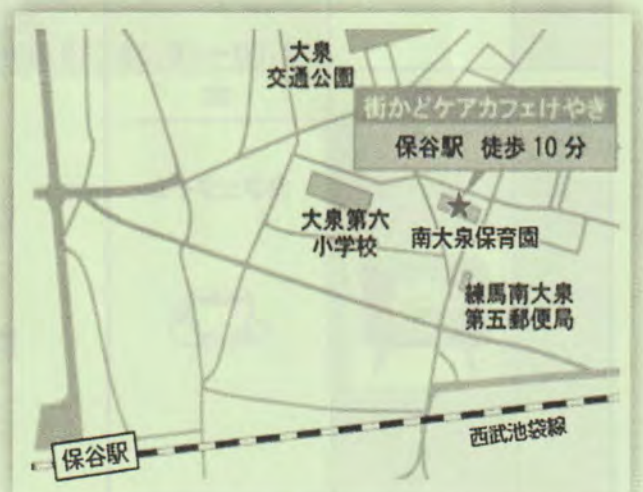 大泉
交通公園
街かどケアカフェけやき
保谷駅 徒歩10分
大泉第六
小学校
南大泉保育園
練馬南大泉
第五郵便局
西武池袋線
保谷駅